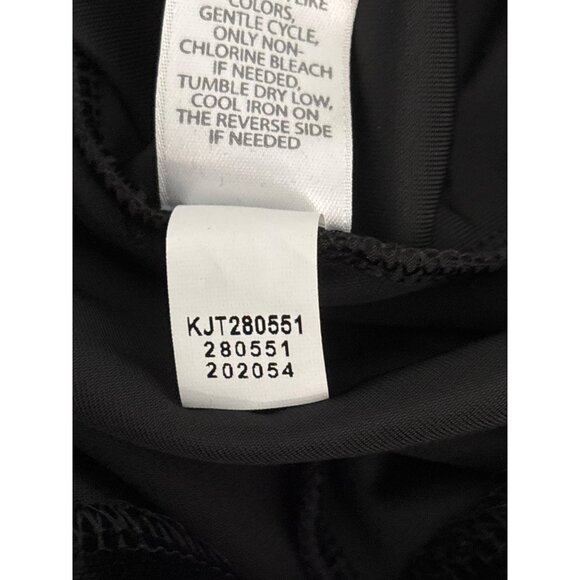 LIKE
COLORS,
GENTLE CYCLE,
ONLY NON-
CHLORINE BLEACH
IF NEEDED,
TUMBLE DRY LOW,
COOL IRON ON
THE REVERSE SIDE
IF NEEDED
KJT280551
280551
202054